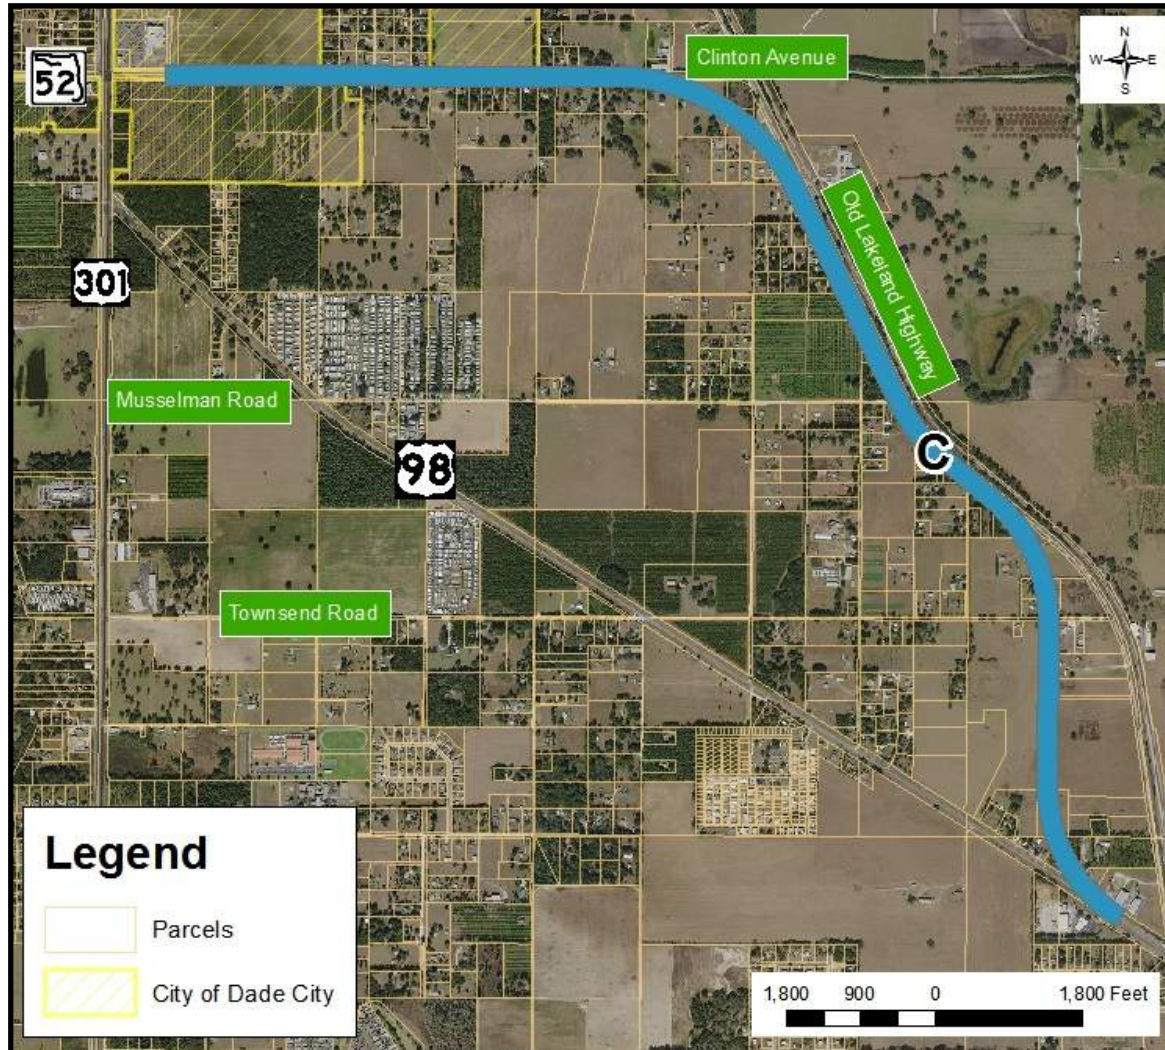 N
W E
S
Clinton Avenue
52
Old Lakeland Highway
301
Musselman Road
98
C
Townsend Road
Legend
Parcels
City of Dade City
1,800 900 0 1,800 Feet